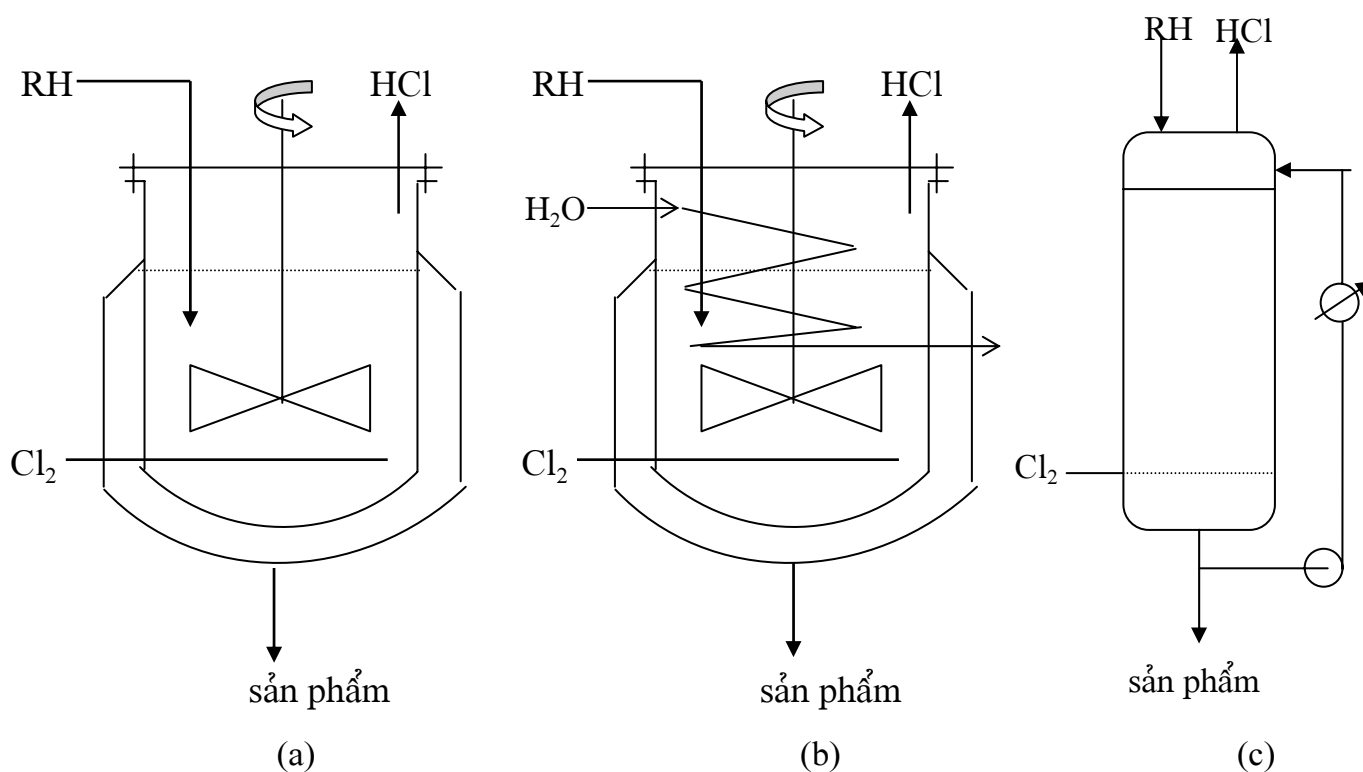 RH
HCl
Cl₂
sản phẩm
(a)
RH
HCl
H₂O
Cl₂
sản phẩm
(b)
RH
HCl
Cl₂
sản phẩm
(c)